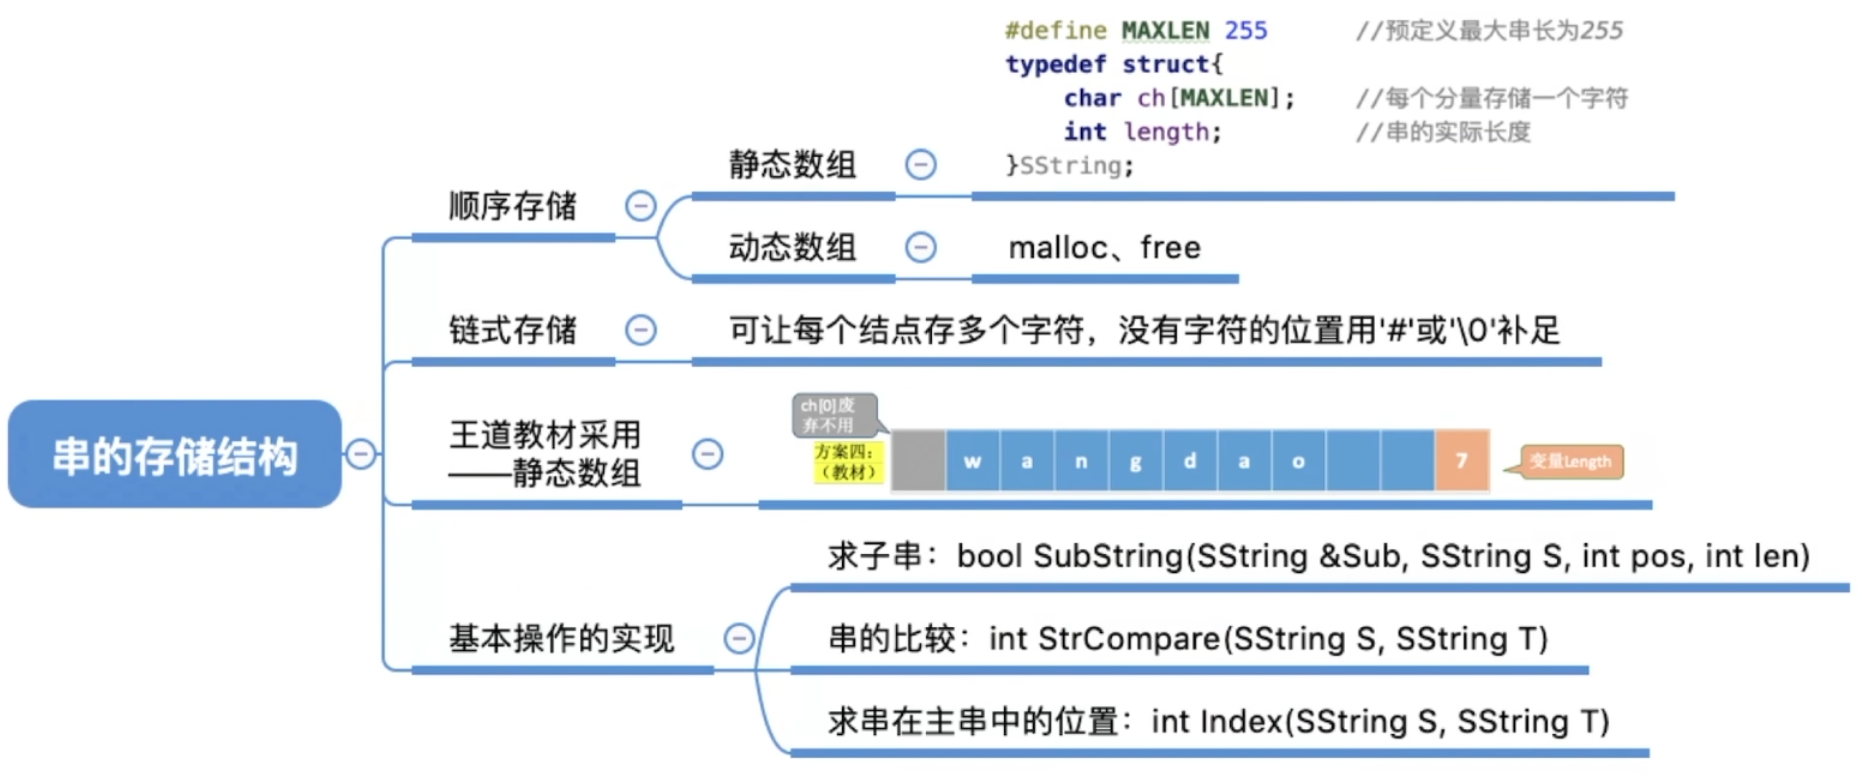 #define MAXLEN 255 //预定义最大串长为255
typedef struct{
char ch[MAXLEN]; //每个分量存储一个字符
int length; //串的实际长度
}SString;
静态数组
顺序存储
动态数组
malloc、free
链式存储
可让每个结点存多个字符，没有字符的位置用'#'或'\0'补足
串的存储结构
王道教材采用
——静态数组
ch[0]废
弃不用
方案四：
（教材）
w a n g d a o 7
变量Length
基本操作的实现
求子串：bool SubString(SString &Sub, SString S, int pos, int len)
串的比较：int StrCompare(SString S, SString T)
求串在主串中的位置：int Index(SString S, SString T)